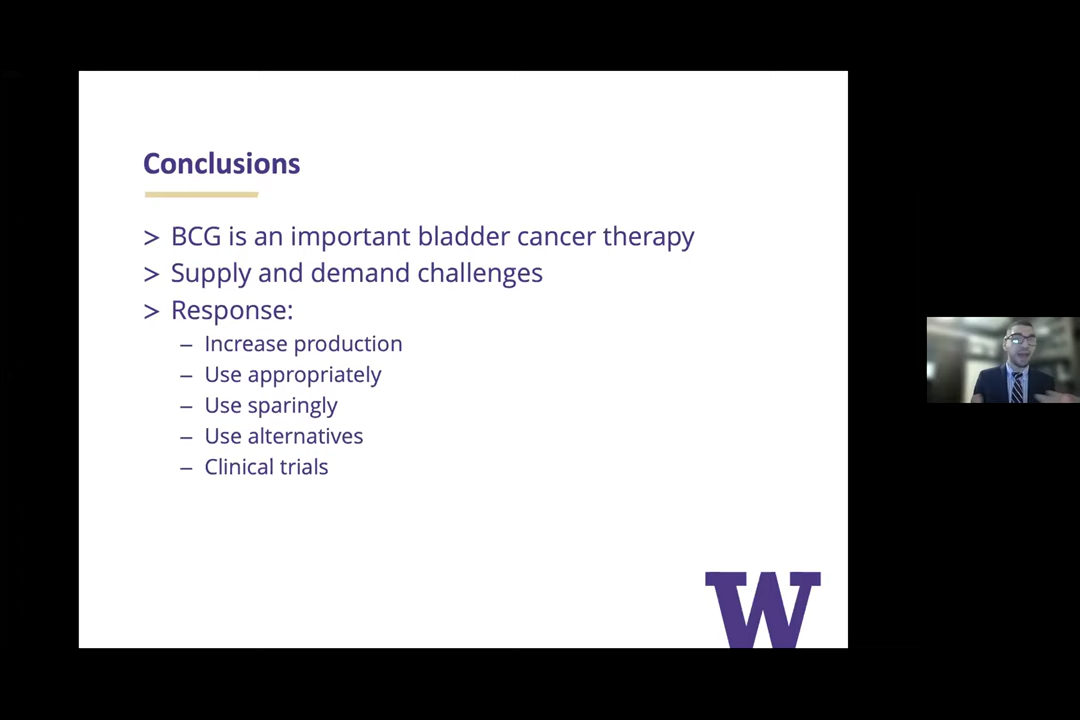 Conclusions
> BCG is an important bladder cancer therapy
> Supply and demand challenges
> Response:
– Increase production
– Use appropriately
– Use sparingly
– Use alternatives
– Clinical trials
W